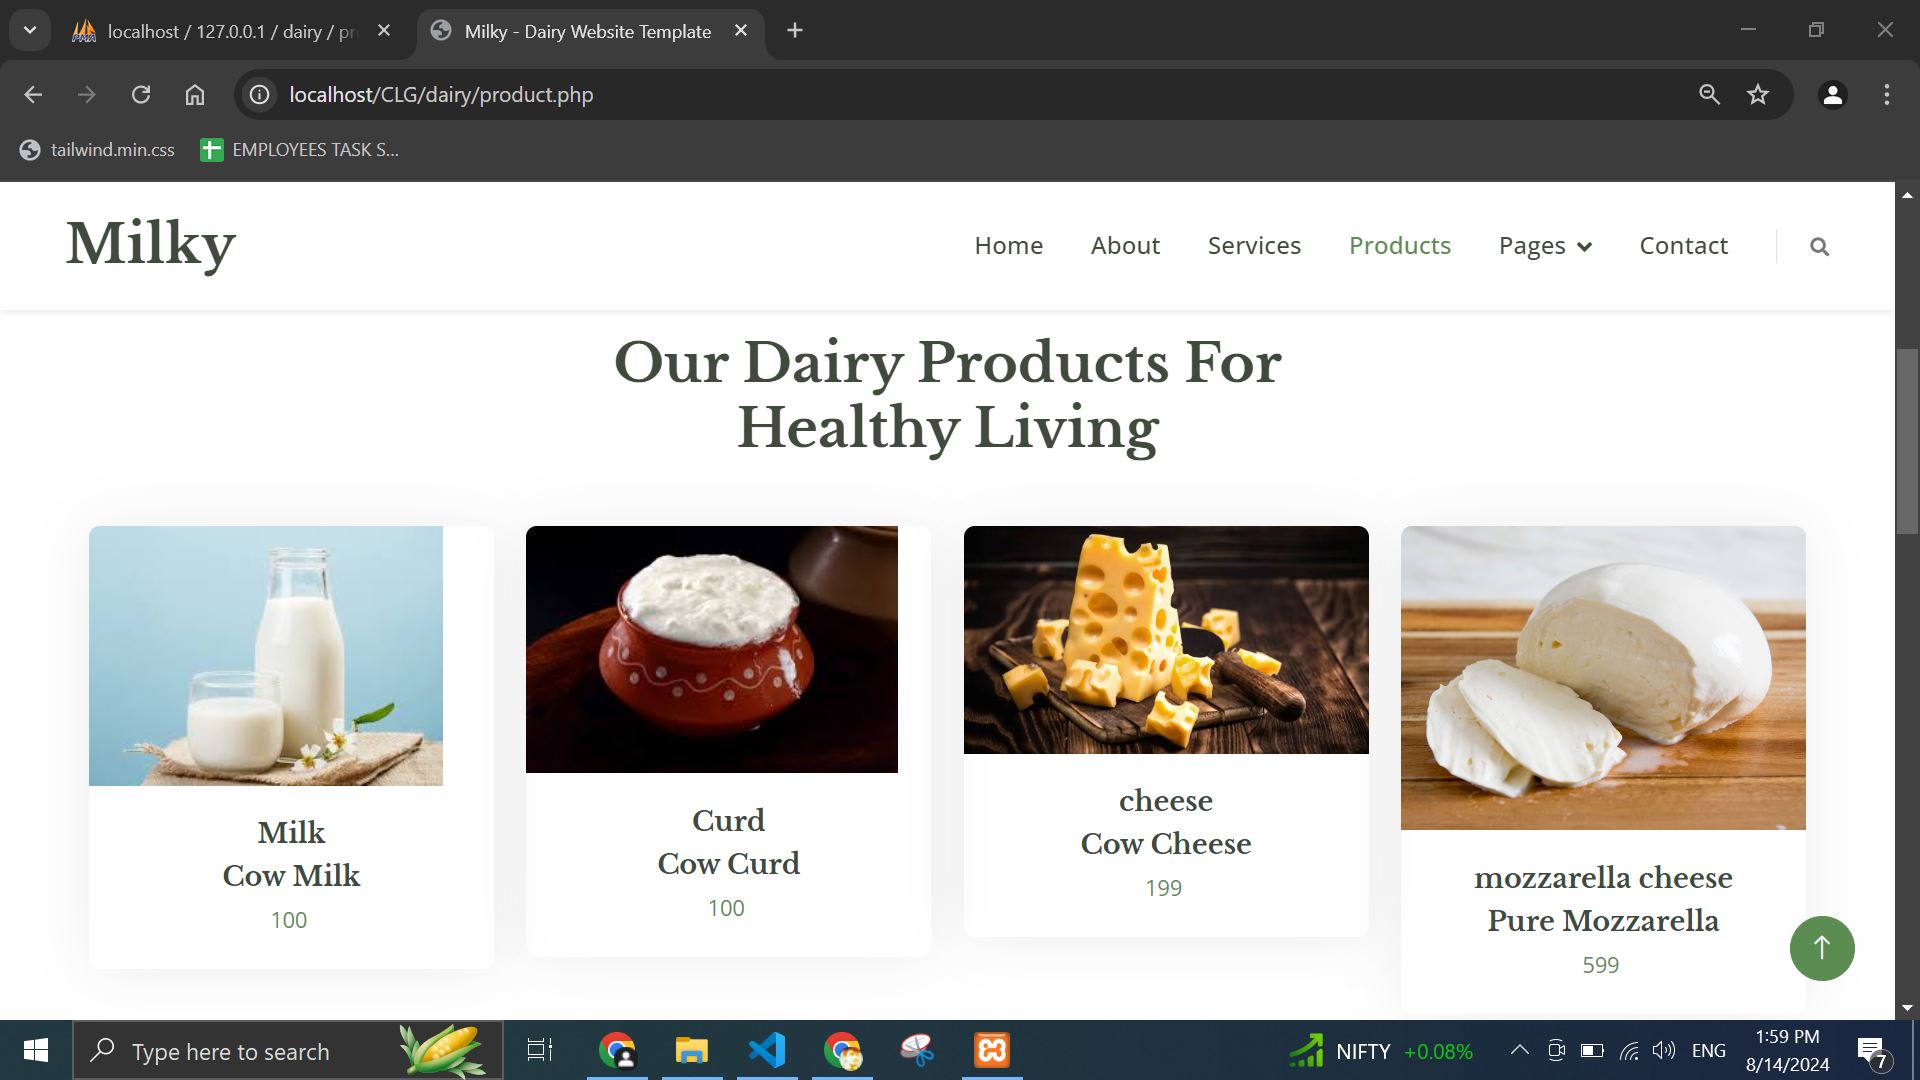 localhost / 127.0.0.1 / dairy / pr
Milky - Dairy Website Template
localhost/CLG/dairy/product.php
tailwind.min.css
EMPLOYEES TASK S...
Milky
Home
About
Services
Products
Pages
Contact
Our Dairy Products For
Healthy Living
Milk
Cow Milk
100
Curd
Cow Curd
100
cheese
Cow Cheese
199
mozzarella cheese
Pure Mozzarella
599
Type here to search
NIFTY +0.08%
ENG
1:59 PM
8/14/2024
7